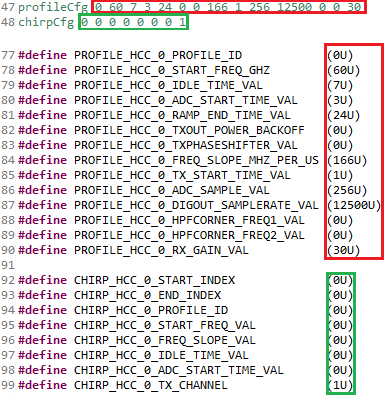 47 profileCfg 0 60 7 3 24 0 0 166 1 256 12500 0 0 30
48 chirpCfg 0 0 0 0 0 0 0 1
77 #define PROFILE_HCC_0_PROFILE_ID (0U)
78 #define PROFILE_HCC_0_START_FREQ_GHZ (60U)
79 #define PROFILE_HCC_0_IDLE_TIME_VAL (7U)
80 #define PROFILE_HCC_0_ADC_START_TIME_VAL (3U)
81 #define PROFILE_HCC_0_RAMP_END_TIME_VAL (24U)
82 #define PROFILE_HCC_0_TXOUT_POWER_BACKOFF (0U)
83 #define PROFILE_HCC_0_TXPHASESHIFTER_VAL (0U)
84 #define PROFILE_HCC_0_FREQ_SLOPE_MHZ_PER_US (166U)
85 #define PROFILE_HCC_0_TX_START_TIME_VAL (1U)
86 #define PROFILE_HCC_0_ADC_SAMPLE_VAL (256U)
87 #define PROFILE_HCC_0_DIGOUT_SAMPLERATE_VAL (12500U)
88 #define PROFILE_HCC_0_HPFCORNER_FREQ1_VAL (0U)
89 #define PROFILE_HCC_0_HPFCORNER_FREQ2_VAL (0U)
90 #define PROFILE_HCC_0_RX_GAIN_VAL (30U)
91
92 #define CHIRP_HCC_0_START_INDEX (0U)
93 #define CHIRP_HCC_0_END_INDEX (0U)
94 #define CHIRP_HCC_0_PROFILE_ID (0U)
95 #define CHIRP_HCC_0_START_FREQ_VAL (0U)
96 #define CHIRP_HCC_0_FREQ_SLOPE_VAL (0U)
97 #define CHIRP_HCC_0_IDLE_TIME_VAL (0U)
98 #define CHIRP_HCC_0_ADC_START_TIME_VAL (0U)
99 #define CHIRP_HCC_0_TX_CHANNEL (1U)